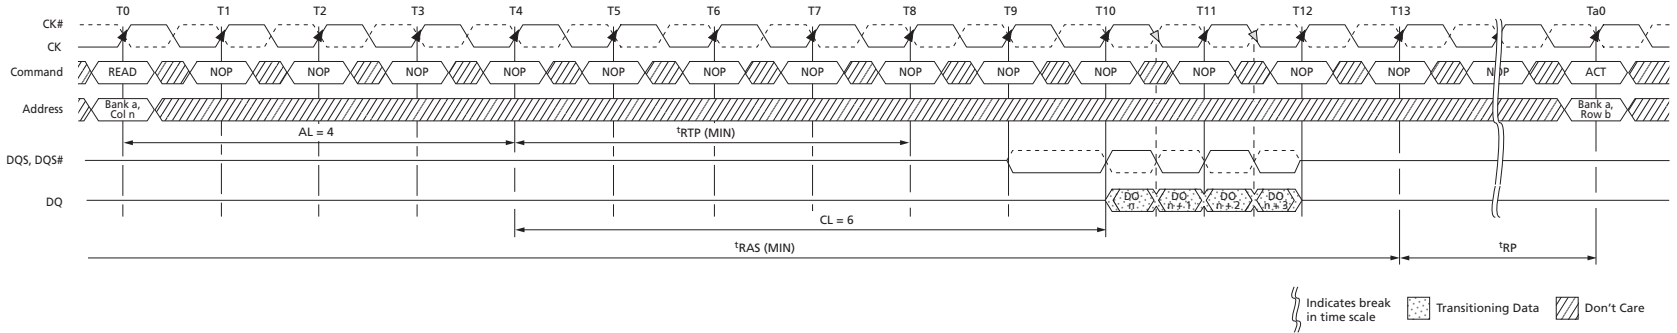 T0 T1 T2 T3 T4 T5 T6 T7 T8 T9 T10 T11 T12 T13 Ta0
CK#
CK
Command READ NOP NOP NOP NOP NOP NOP NOP NOP NOP NOP NOP NOP NOP NOP ACT
Address Bank a, Col n Bank a, Row b
AL = 4 tRTP (MIN)
DQS, DQS#
DQ DO n DO n + 1 DO n + 2 DO n + 3
CL = 6
tRAS (MIN) tRP
Indicates break in time scale Transitioning Data Don't Care